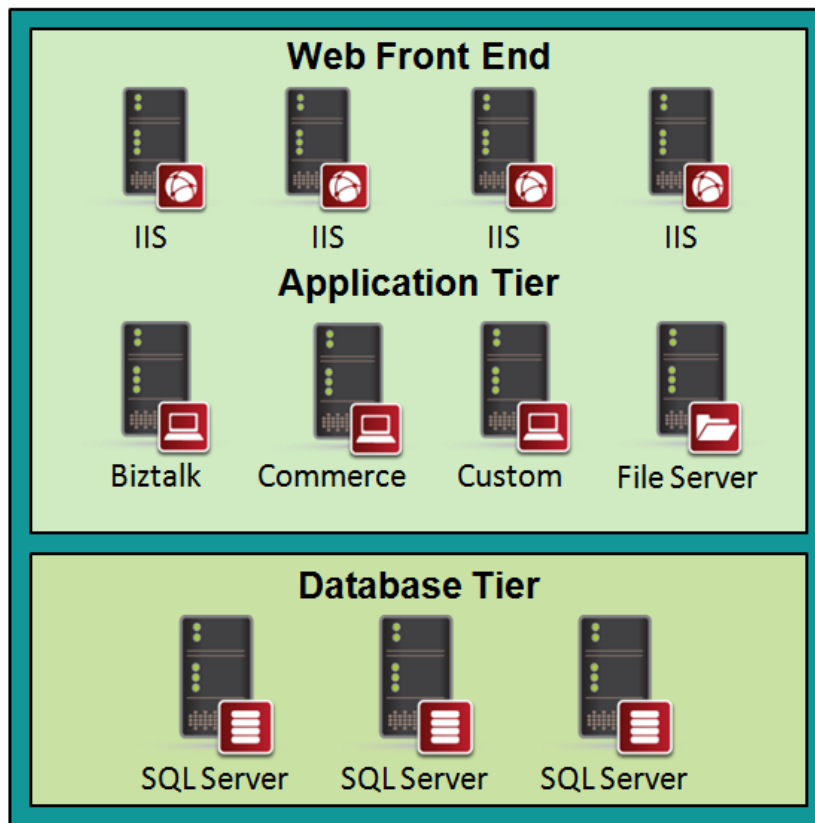 Web Front End
IIS IIS IIS IIS
Application Tier
Biztalk Commerce Custom File Server
Database Tier
SQL Server SQL Server SQL Server